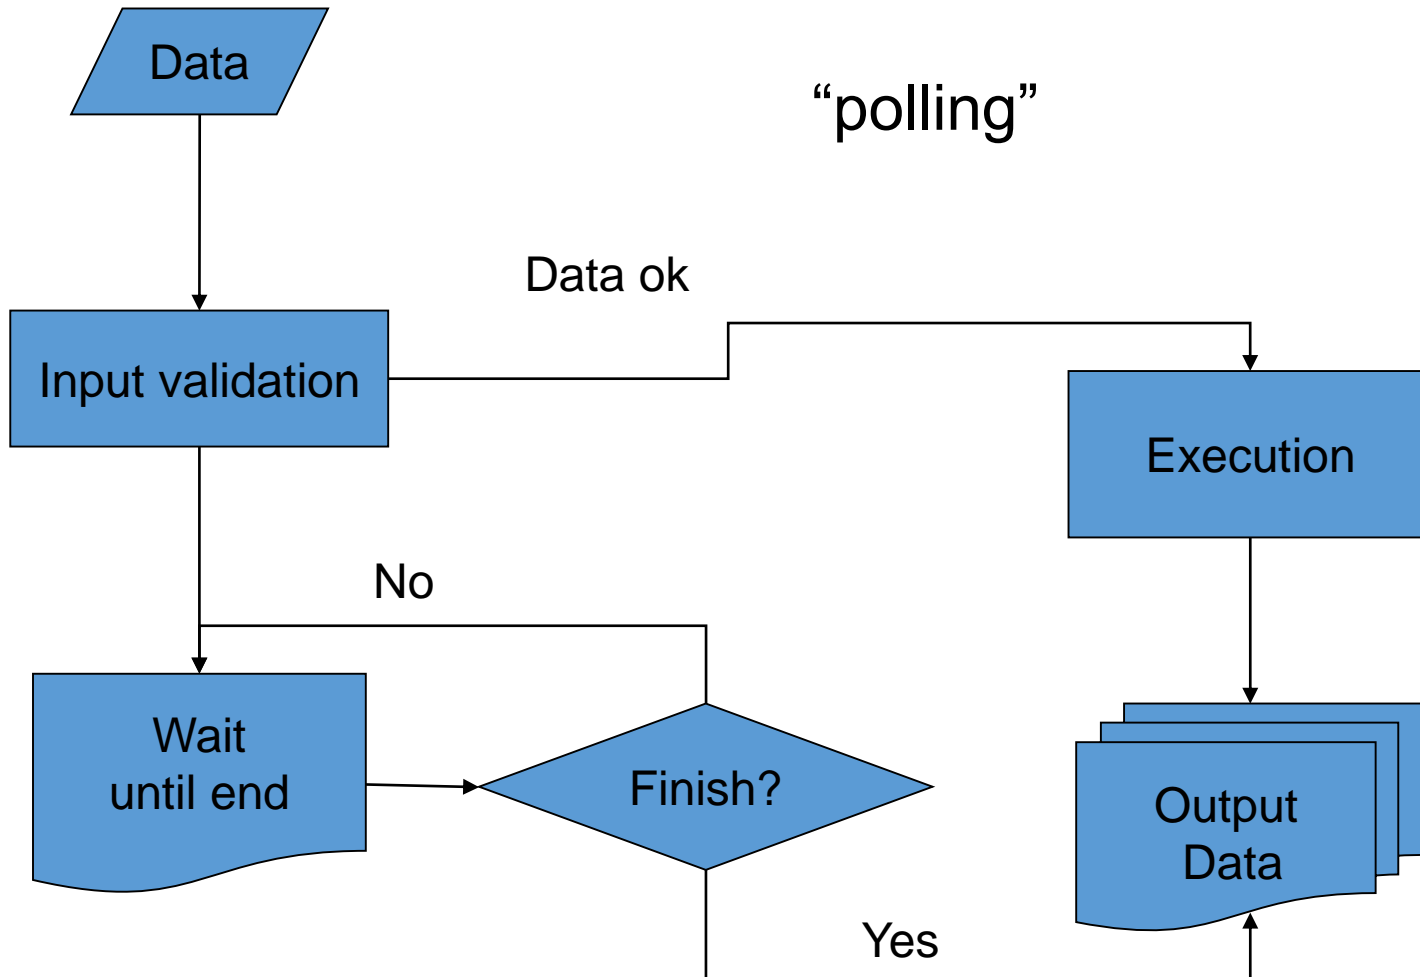 Data
“polling”
Data ok
Input validation
Execution
No
Wait
until end
Finish?
Output
Data
Yes